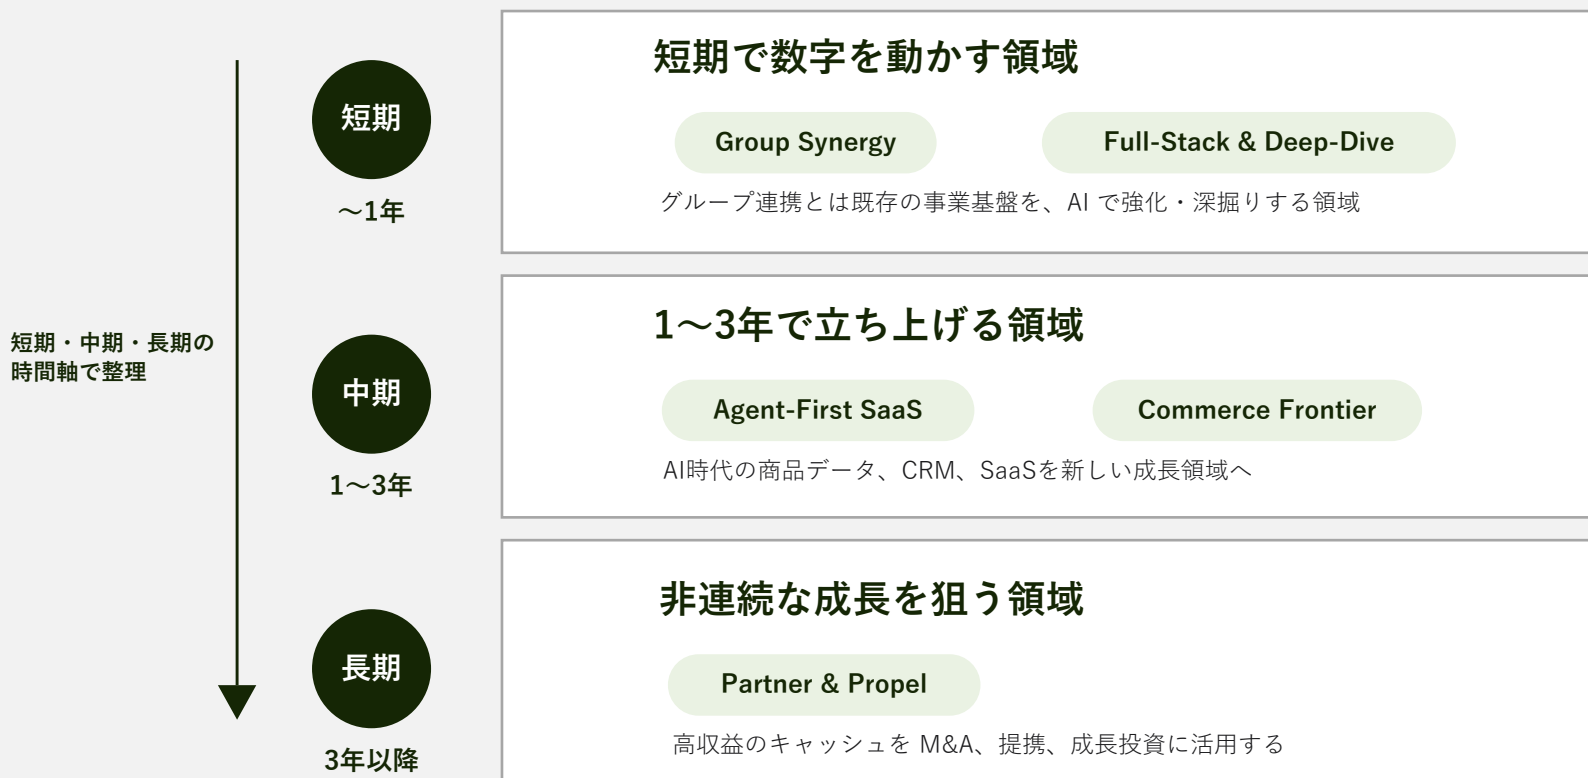 短期・中期・長期の
時間軸で整理
短期
～1年
短期で数字を動かす領域
Group Synergy
Full-Stack & Deep-Dive
グループ連携とは既存の事業基盤を、AI で強化・深掘りする領域
中期
1～3年
1～3年で立ち上げる領域
Agent-First SaaS
Commerce Frontier
AI時代の商品データ、CRM、SaaSを新しい成長領域へ
長期
3年以降
非連続な成長を狙う領域
Partner & Propel
高収益のキャッシュを M&A、提携、成長投資に活用する